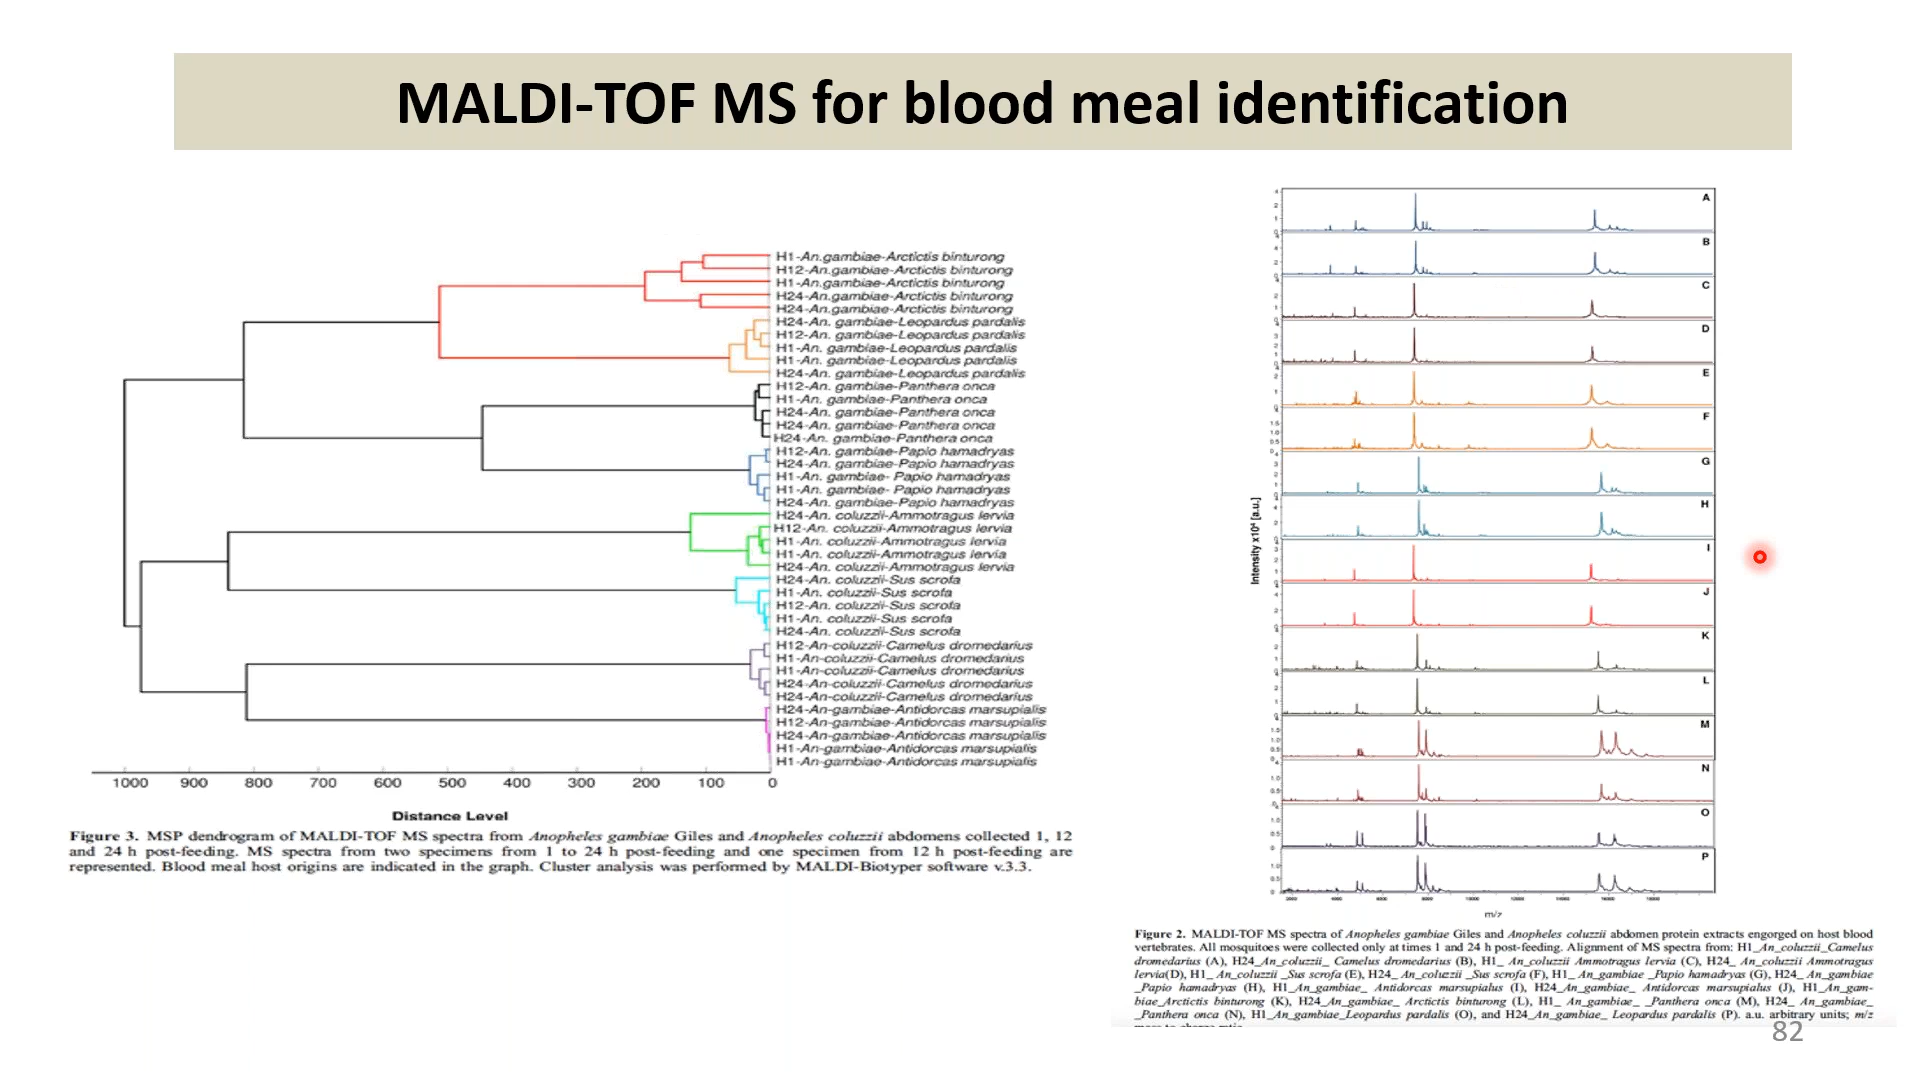 MALDI-TOF MS for blood meal identification
H1-An.gambiae-Arctictis binturong
H12-An.gambiae-Arctictis binturong
H1-An.gambiae-Arctictis binturong
H24-An.gambiae-Arctictis binturong
H24-An.gambiae-Arctictis binturong
H24-An. gambiae-Leopardus pardalis
H12-An. gambiae-Leopardus pardalis
H1-An. gambiae-Leopardus pardalis
H1-An. gambiae-Leopardus pardalis
H24-An. gambiae-Leopardus pardalis
H12-An. gambiae-Panthera onca
H1-An. gambiae-Panthera onca
H24-An. gambiae-Panthera onca
H24-An. gambiae-Panthera onca
H24-An. gambiae-Panthera onca
H12-An. gambiae-Papio hamadryas
H24-An. gambiae-Papio hamadryas
H1-An. gambiae- Papio hamadryas
H1-An. gambiae- Papio hamadryas
H24-An. gambiae-Papio hamadryas
H24-An. coluzzii-Ammotragus lervia
H12-An. coluzzii-Ammotragus lervia
H1-An. coluzzii-Ammotragus lervia
H1-An. coluzzii-Ammotragus lervia
H24-An. coluzzii-Ammotragus lervia
H24-An. coluzzii-Sus scrofa
H1-An. coluzzii-Sus scrofa
H12-An. coluzzii-Sus scrofa
H1-An. coluzzii-Sus scrofa
H24-An. coluzzii-Sus scrofa
H12-An-coluzzii-Camelus dromedarius
H1-An-coluzzii-Camelus dromedarius
H1-An-coluzzii-Camelus dromedarius
H24-An-coluzzii-Camelus dromedarius
H24-An-coluzzii-Camelus dromedarius
H24-An-gambiae-Antidorcas marsupialis
H12-An-gambiae-Antidorcas marsupialis
H24-An-gambiae-Antidorcas marsupialis
H1-An-gambiae-Antidorcas marsupialis
H1-An-gambiae-Antidorcas marsupialis
1000 900 800 700 600 500 400 300 200 100 0
Distance Level
Figure 3. MSP dendrogram of MALDI-TOF MS spectra from Anopheles gambiae Giles and Anopheles coluzzii abdomens collected 1, 12
and 24 h post-feeding. MS spectra from two specimens from 1 to 24 h post-feeding and one specimen from 12 h post-feeding are
represented. Blood meal host origins are indicated in the graph. Cluster analysis was performed by MALDI-Biotyper software v.3.3.
A
B
C
D
E
F
G
H
I
J
K
L
M
N
O
P
Intensity x10⁴ [a.u.]
m/z
Figure 2. MALDI-TOF MS spectra of Anopheles gambiae Giles and Anopheles coluzzii abdomen protein extracts engorged on host blood
vertebrates. All mosquitoes were collected only at times 1 and 24 h post-feeding. Alignment of MS spectra from: H1_An_coluzzii_Camelus
dromedarius (A), H24_An_coluzzii_ Camelus dromedarius (B), H1_ An_coluzzii Ammotragus lervia (C), H24_ An_coluzzii Ammotragus
lervia(D), H1_ An_coluzzii _Sus scrofa (E), H24_ An_coluzzii _Sus scrofa (F), H1_ An_gambiae _Papio hamadryas (G), H24_ An_gambiae
_Papio hamadryas (H), H1_An_gambiae_ Antidorcas marsupialus (I), H24_An_gambiae_ Antidorcas marsupialus (J), H1_An_gam-
biae_Arctictis binturong (K), H24_An_gambiae_ Arctictis binturong (L), H1_ An_gambiae_ _Panthera onca (M), H24_ An_gambiae_
_Panthera onca (N), H1_An_gambiae_Leopardus pardalis (O), and H24_An_gambiae_ Leopardus pardalis (P). a.u. arbitrary units; m/z
82